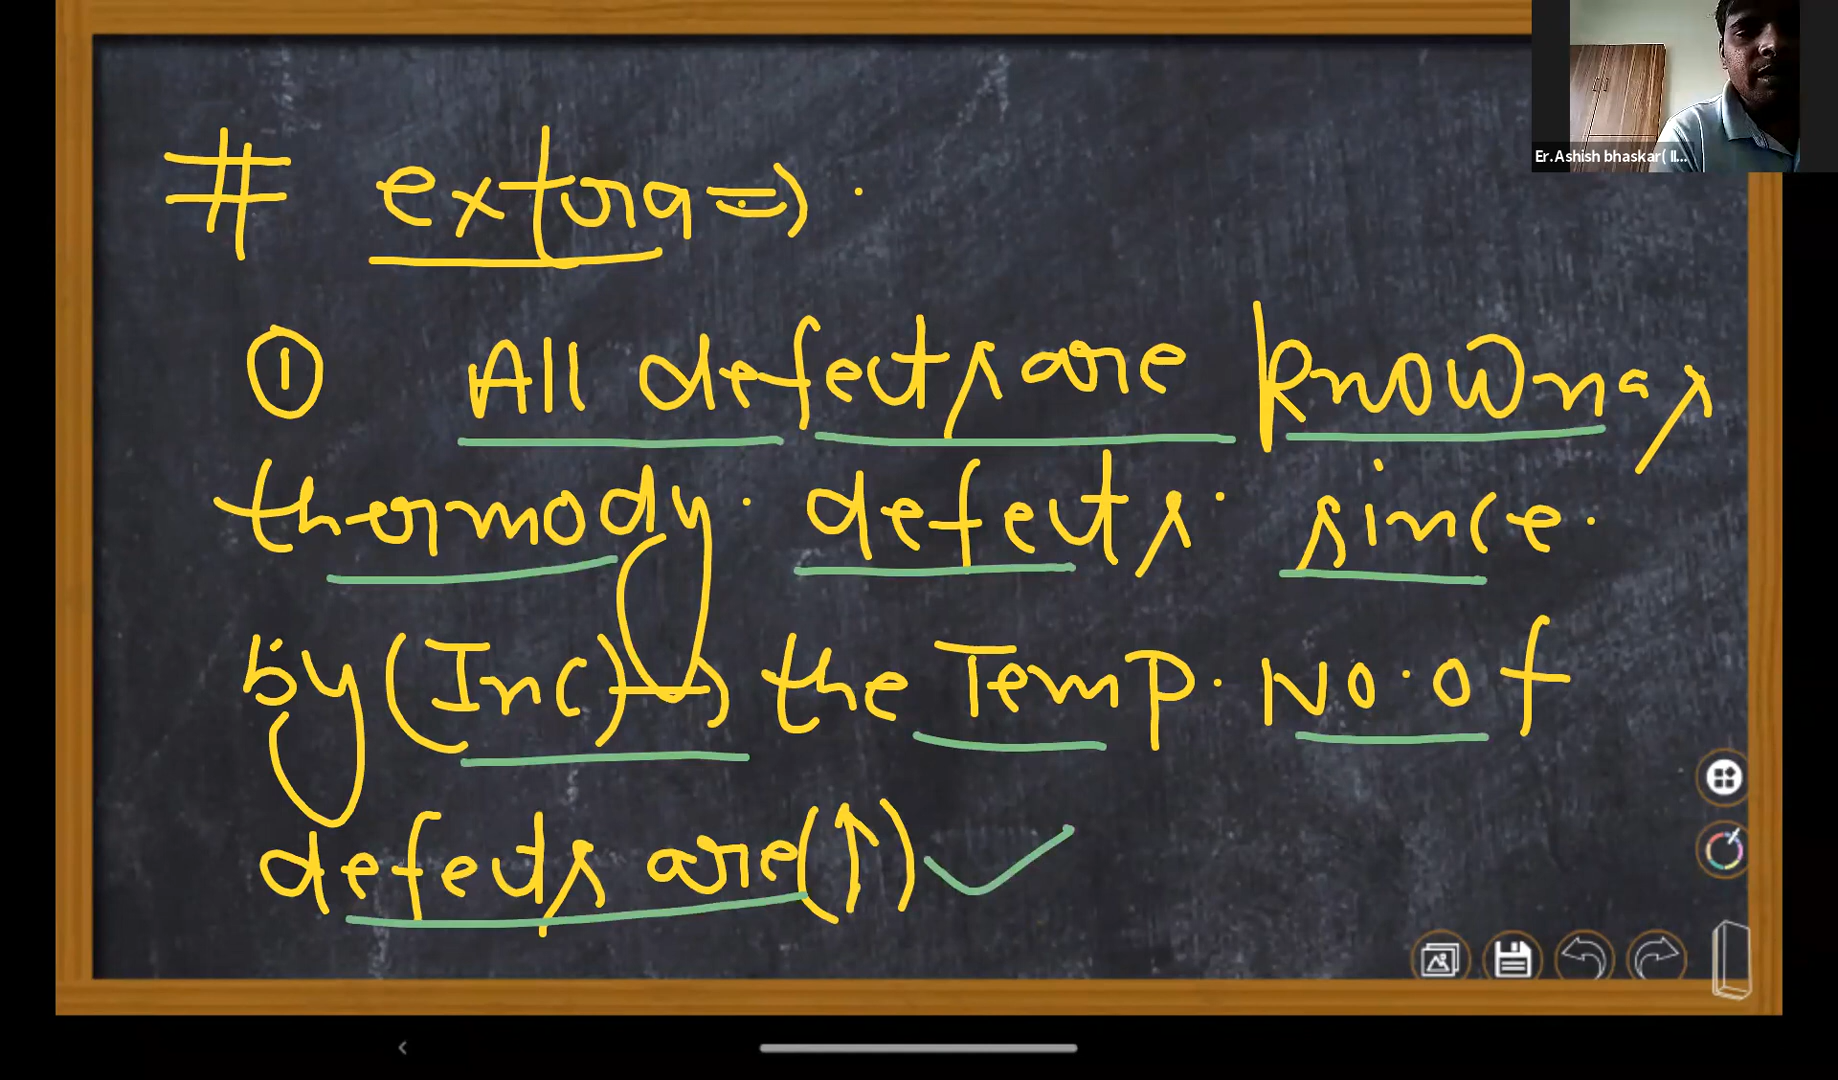 Er.Ashish bhaskar( II...
# extra ⇒ .
① All defects are known as
thermody. defects. since.
by (Inc) → the Temp. No. of
defects are (↑) ✓